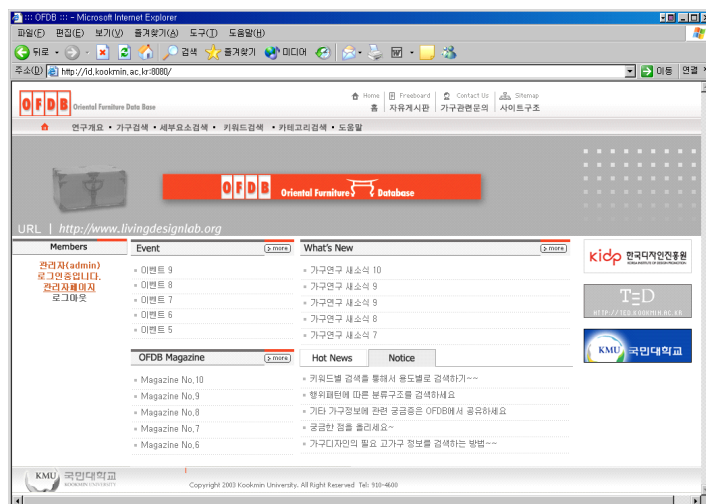 ::: OFDB ::: - Microsoft Internet Explorer
파일(F) 편집(E) 보기(V) 즐겨찾기(A) 도구(T) 도움말(H)
뒤로 검색 즐겨찾기 미디어
주소(D) http://id.kookmin.ac.kr:8080/ 이동 연결
OFDB Oriental Furniture Data Base
Home Freeboard Contact Us Sitemap
홈 자유게시판 가구관련문의 사이트구조
연구개요 • 가구검색 • 세부요소검색 • 키워드검색 • 카테고리검색 • 도움말
OFDB Oriental Furniture Database
URL | http://www.livingdesignlab.org
Members
관리자(admin)
로그인중입니다.
관리자페이지
로그아웃
Event more
이벤트 9
이벤트 8
이벤트 7
이벤트 6
이벤트 5
What's New more
가구연구 새소식 10
가구연구 새소식 9
가구연구 새소식 9
가구연구 새소식 8
가구연구 새소식 7
OFDB Magazine more
Magazine No.10
Magazine No.9
Magazine No.8
Magazine No.7
Magazine No.6
Hot News Notice
키워드별 검색을 통해서 용도별로 검색하기~~
행위패턴에 따른 분류구조를 검색하세요
기타 가구정보에 관련 궁금증은 OFDB에서 공유하세요
궁금한 점을 올리세요~
가구디자인의 필요 고가구 정보를 검색하는 방법~~
kidp 한국디자인진흥원
KOREA INSTITUTE OF DESIGN PROMOTION
TED
HTTP://TED.KOOKMIN.AC.KR
KMU 국민대학교
KMU 국민대학교
KOOKMIN UNIVERSITY
Copyright 2003 Kookmin University. All Right Reserved Tel: 910-4600